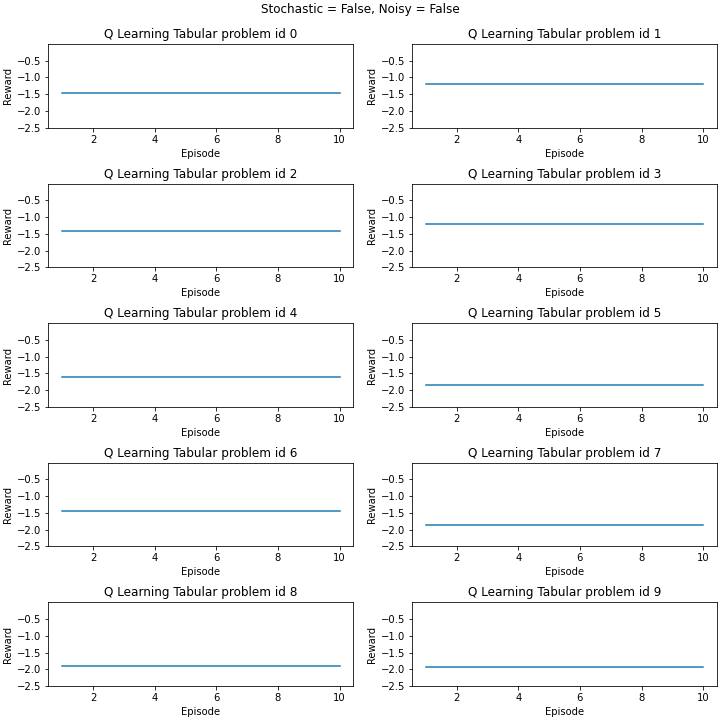 Stochastic = False, Noisy = False
Q Learning Tabular problem id 0
−0.5
−1.0
−1.5
−2.0
−2.5
Reward
2 4 6 8 10
Episode
Q Learning Tabular problem id 1
−0.5
−1.0
−1.5
−2.0
−2.5
Reward
2 4 6 8 10
Episode
Q Learning Tabular problem id 2
−0.5
−1.0
−1.5
−2.0
−2.5
Reward
2 4 6 8 10
Episode
Q Learning Tabular problem id 3
−0.5
−1.0
−1.5
−2.0
−2.5
Reward
2 4 6 8 10
Episode
Q Learning Tabular problem id 4
−0.5
−1.0
−1.5
−2.0
−2.5
Reward
2 4 6 8 10
Episode
Q Learning Tabular problem id 5
−0.5
−1.0
−1.5
−2.0
−2.5
Reward
2 4 6 8 10
Episode
Q Learning Tabular problem id 6
−0.5
−1.0
−1.5
−2.0
−2.5
Reward
2 4 6 8 10
Episode
Q Learning Tabular problem id 7
−0.5
−1.0
−1.5
−2.0
−2.5
Reward
2 4 6 8 10
Episode
Q Learning Tabular problem id 8
−0.5
−1.0
−1.5
−2.0
−2.5
Reward
2 4 6 8 10
Episode
Q Learning Tabular problem id 9
−0.5
−1.0
−1.5
−2.0
−2.5
Reward
2 4 6 8 10
Episode